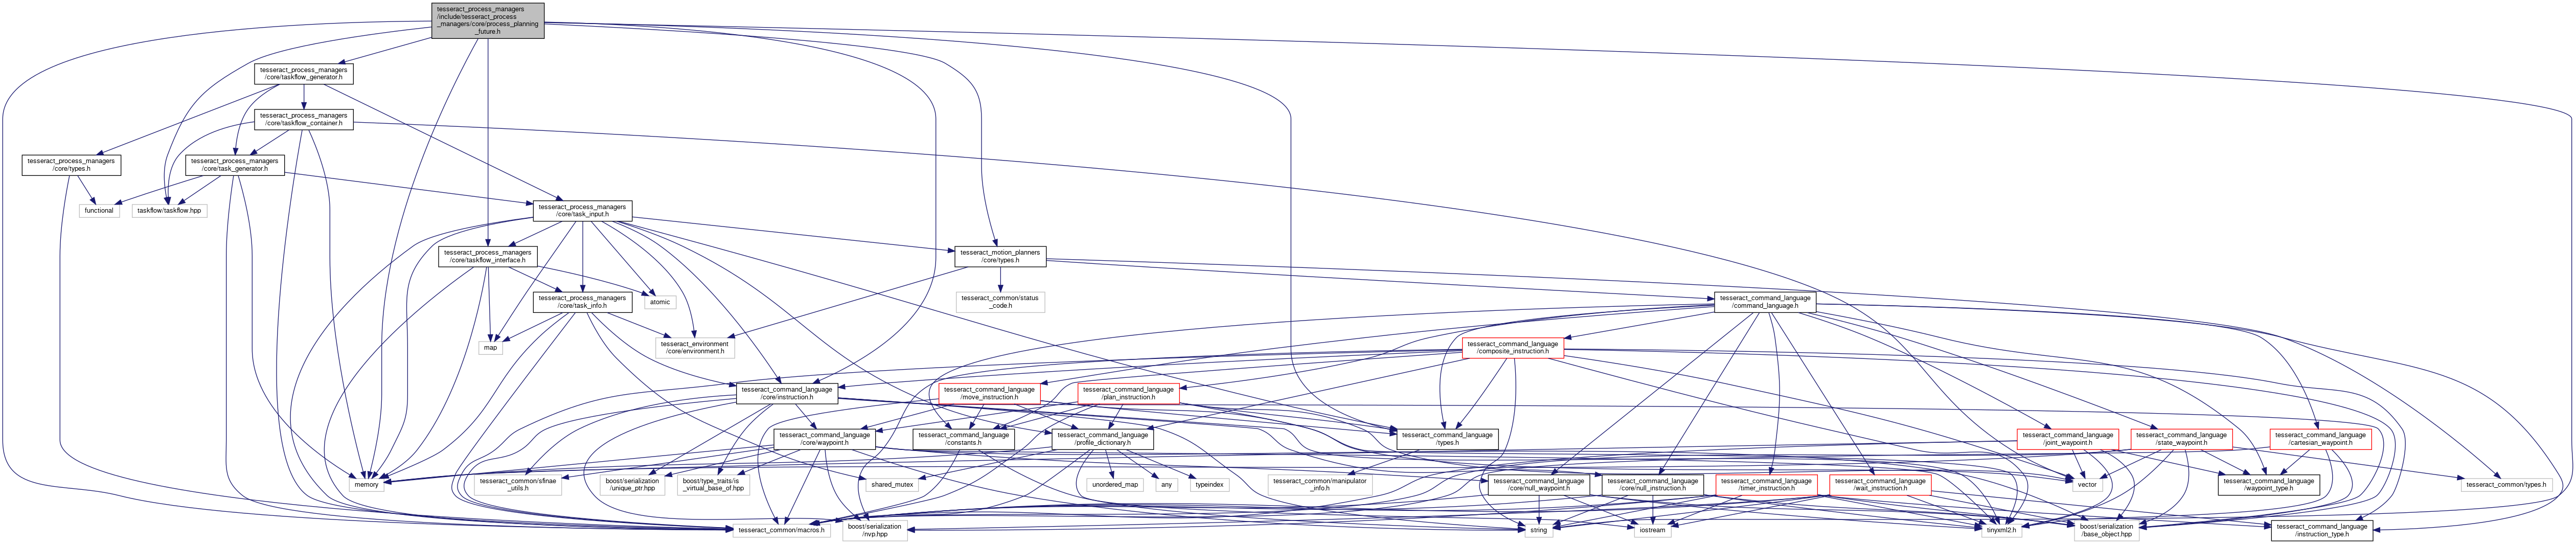 tesseract_process_managers
/include/tesseract_process
_managers/core/process_planning
_future.h
tesseract_process_managers
/core/taskflow_generator.h
tesseract_process_managers
/core/taskflow_container.h
tesseract_process_managers
/core/types.h
tesseract_process_managers
/core/task_generator.h
functional
taskflow/taskflow.hpp
tesseract_process_managers
/core/task_input.h
tesseract_process_managers
/core/taskflow_interface.h
tesseract_motion_planners
/core/types.h
tesseract_process_managers
/core/task_info.h
atomic
tesseract_common/status
_code.h
tesseract_command_language
/command_language.h
map
tesseract_environment
/core/environment.h
tesseract_command_language
/composite_instruction.h
tesseract_command_language
/core/instruction.h
tesseract_command_language
/move_instruction.h
tesseract_command_language
/plan_instruction.h
tesseract_command_language
/core/waypoint.h
tesseract_command_language
/constants.h
tesseract_command_language
/profile_dictionary.h
tesseract_command_language
/types.h
tesseract_command_language
/joint_waypoint.h
tesseract_command_language
/state_waypoint.h
tesseract_command_language
/cartesian_waypoint.h
memory
tesseract_common/sfinae
_utils.h
boost/serialization
/unique_ptr.hpp
boost/type_traits/is
_virtual_base_of.hpp
shared_mutex
unordered_map
any
typeindex
tesseract_common/manipulator
_info.h
tesseract_command_language
/core/null_waypoint.h
tesseract_command_language
/core/null_instruction.h
tesseract_command_language
/timer_instruction.h
tesseract_command_language
/wait_instruction.h
vector
tesseract_command_language
/waypoint_type.h
tesseract_common/types.h
tesseract_common/macros.h
boost/serialization
/nvp.hpp
string
iostream
tinyxml2.h
boost/serialization
/base_object.hpp
tesseract_command_language
/instruction_type.h